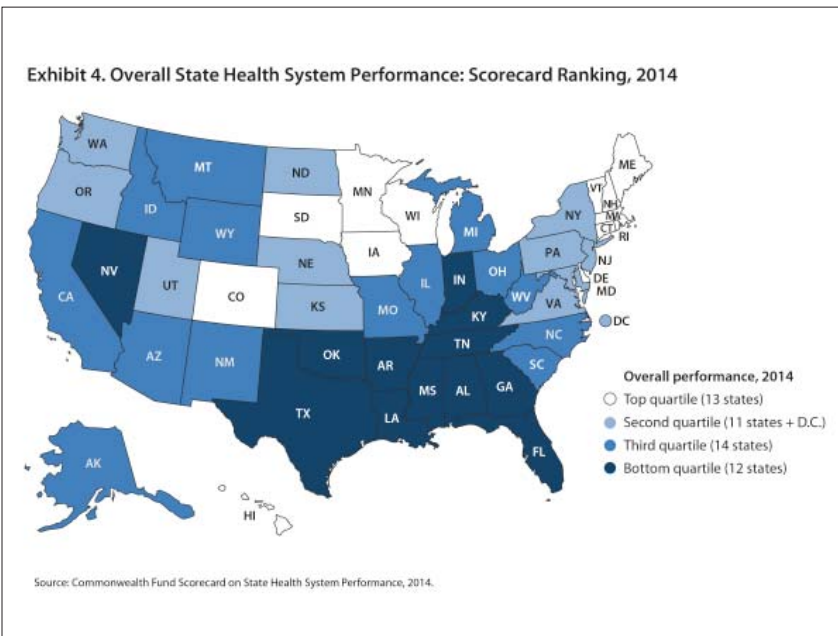 Exhibit 4. Overall State Health System Performance: Scorecard Ranking, 2014
WA
OR
CA
NV
ID
MT
WY
UT
AZ
CO
NM
ND
SD
NE
KS
OK
TX
MN
IA
MO
AR
LA
WI
IL
MI
IN
OH
KY
TN
MS
AL
GA
FL
SC
NC
WV
VA
PA
NY
VT
NH
MA
CT
RI
ME
NJ
DE
MD
DC
AK
HI
Overall performance, 2014
Top quartile (13 states)
Second quartile (11 states + D.C.)
Third quartile (14 states)
Bottom quartile (12 states)
Source: Commonwealth Fund Scorecard on State Health System Performance, 2014.